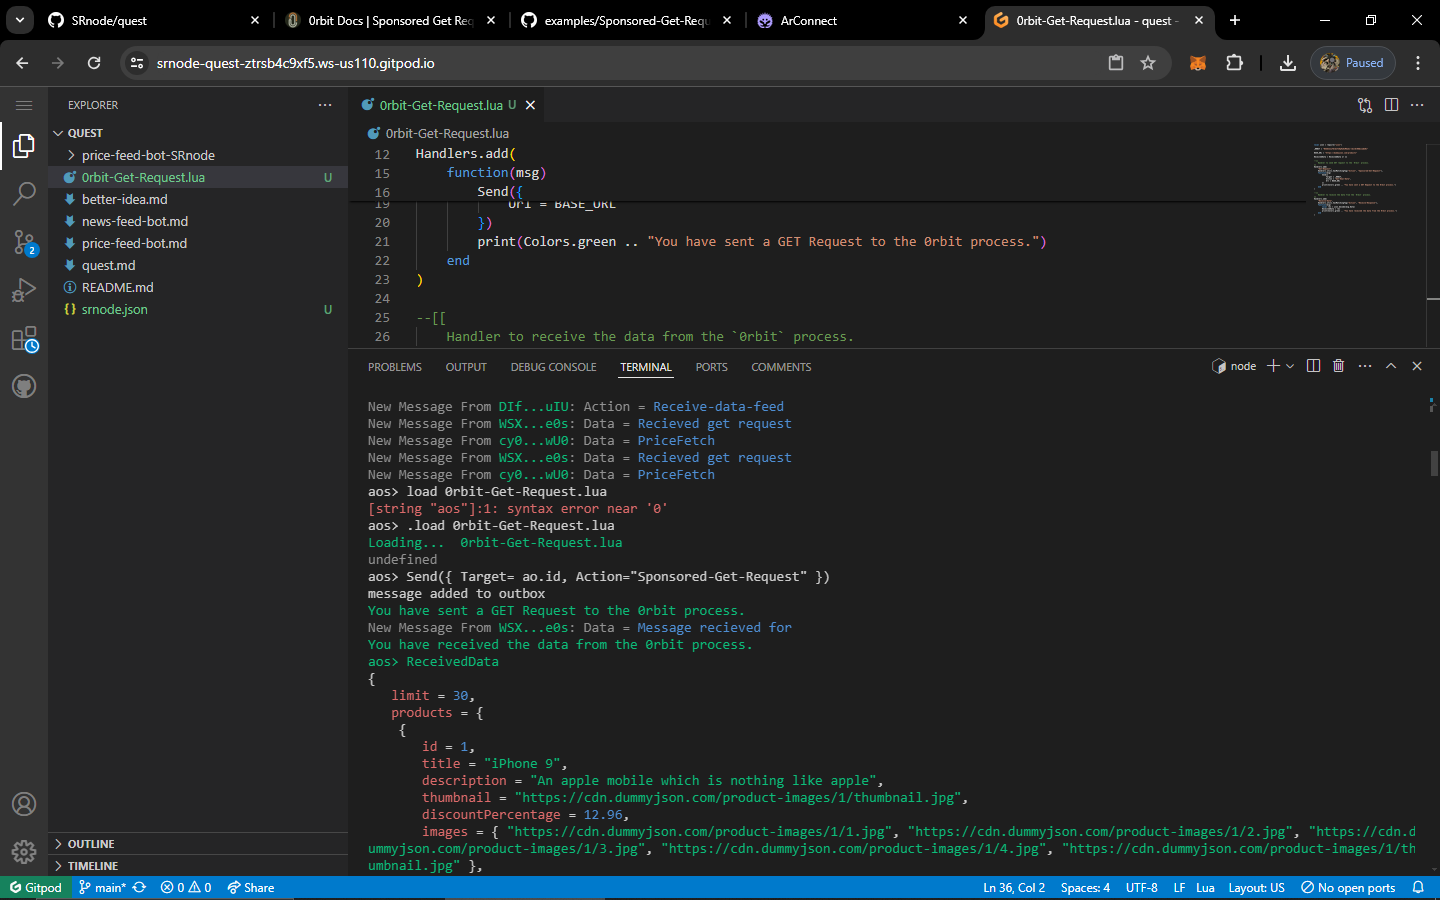 SRnode/quest
0rbit Docs | Sponsored Get Req
examples/Sponsored-Get-Requ
ArConnect
0rbit-Get-Request.lua - quest -
srnode-quest-ztrsb4c9xf5.ws-us110.gitpod.io
Paused
EXPLORER
QUEST
price-feed-bot-SRnode
0rbit-Get-Request.lua U
better-idea.md
news-feed-bot.md
price-feed-bot.md
quest.md
README.md
{} srnode.json U
2
OUTLINE
TIMELINE
0rbit-Get-Request.lua U
0rbit-Get-Request.lua
12 Handlers.add(
15 function(msg)
16 Send({
19 Url = BASE_URL
20 })
21 print(Colors.green .. "You have sent a GET Request to the 0rbit process.")
22 end
23 )
24
25 --[[
26 Handler to receive the data from the `0rbit` process.
PROBLEMS OUTPUT DEBUG CONSOLE TERMINAL PORTS COMMENTS
node
New Message From DIf...uIU: Action = Receive-data-feed
New Message From WSX...e0s: Data = Recieved get request
New Message From cy0...wU0: Data = PriceFetch
New Message From WSX...e0s: Data = Recieved get request
New Message From cy0...wU0: Data = PriceFetch
aos> load 0rbit-Get-Request.lua
[string "aos"]:1: syntax error near '0'
aos> .load 0rbit-Get-Request.lua
Loading...  0rbit-Get-Request.lua
undefined
aos> Send({ Target= ao.id, Action="Sponsored-Get-Request" })
message added to outbox
You have sent a GET Request to the 0rbit process.
New Message From WSX...e0s: Data = Message recieved for
You have received the data from the 0rbit process.
aos> ReceivedData
{
limit = 30,
products = {
{
id = 1,
title = "iPhone 9",
description = "An apple mobile which is nothing like apple",
thumbnail = "https://cdn.dummyjson.com/product-images/1/thumbnail.jpg",
discountPercentage = 12.96,
images = { "https://cdn.dummyjson.com/product-images/1/1.jpg", "https://cdn.dummyjson.com/product-images/1/2.jpg", "https://cdn.d
ummyjson.com/product-images/1/3.jpg", "https://cdn.dummyjson.com/product-images/1/4.jpg", "https://cdn.dummyjson.com/product-images/1/th
umbnail.jpg" },
Gitpod main* 0 0 Share
Ln 36, Col 2 Spaces: 4 UTF-8 LF Lua Layout: US No open ports